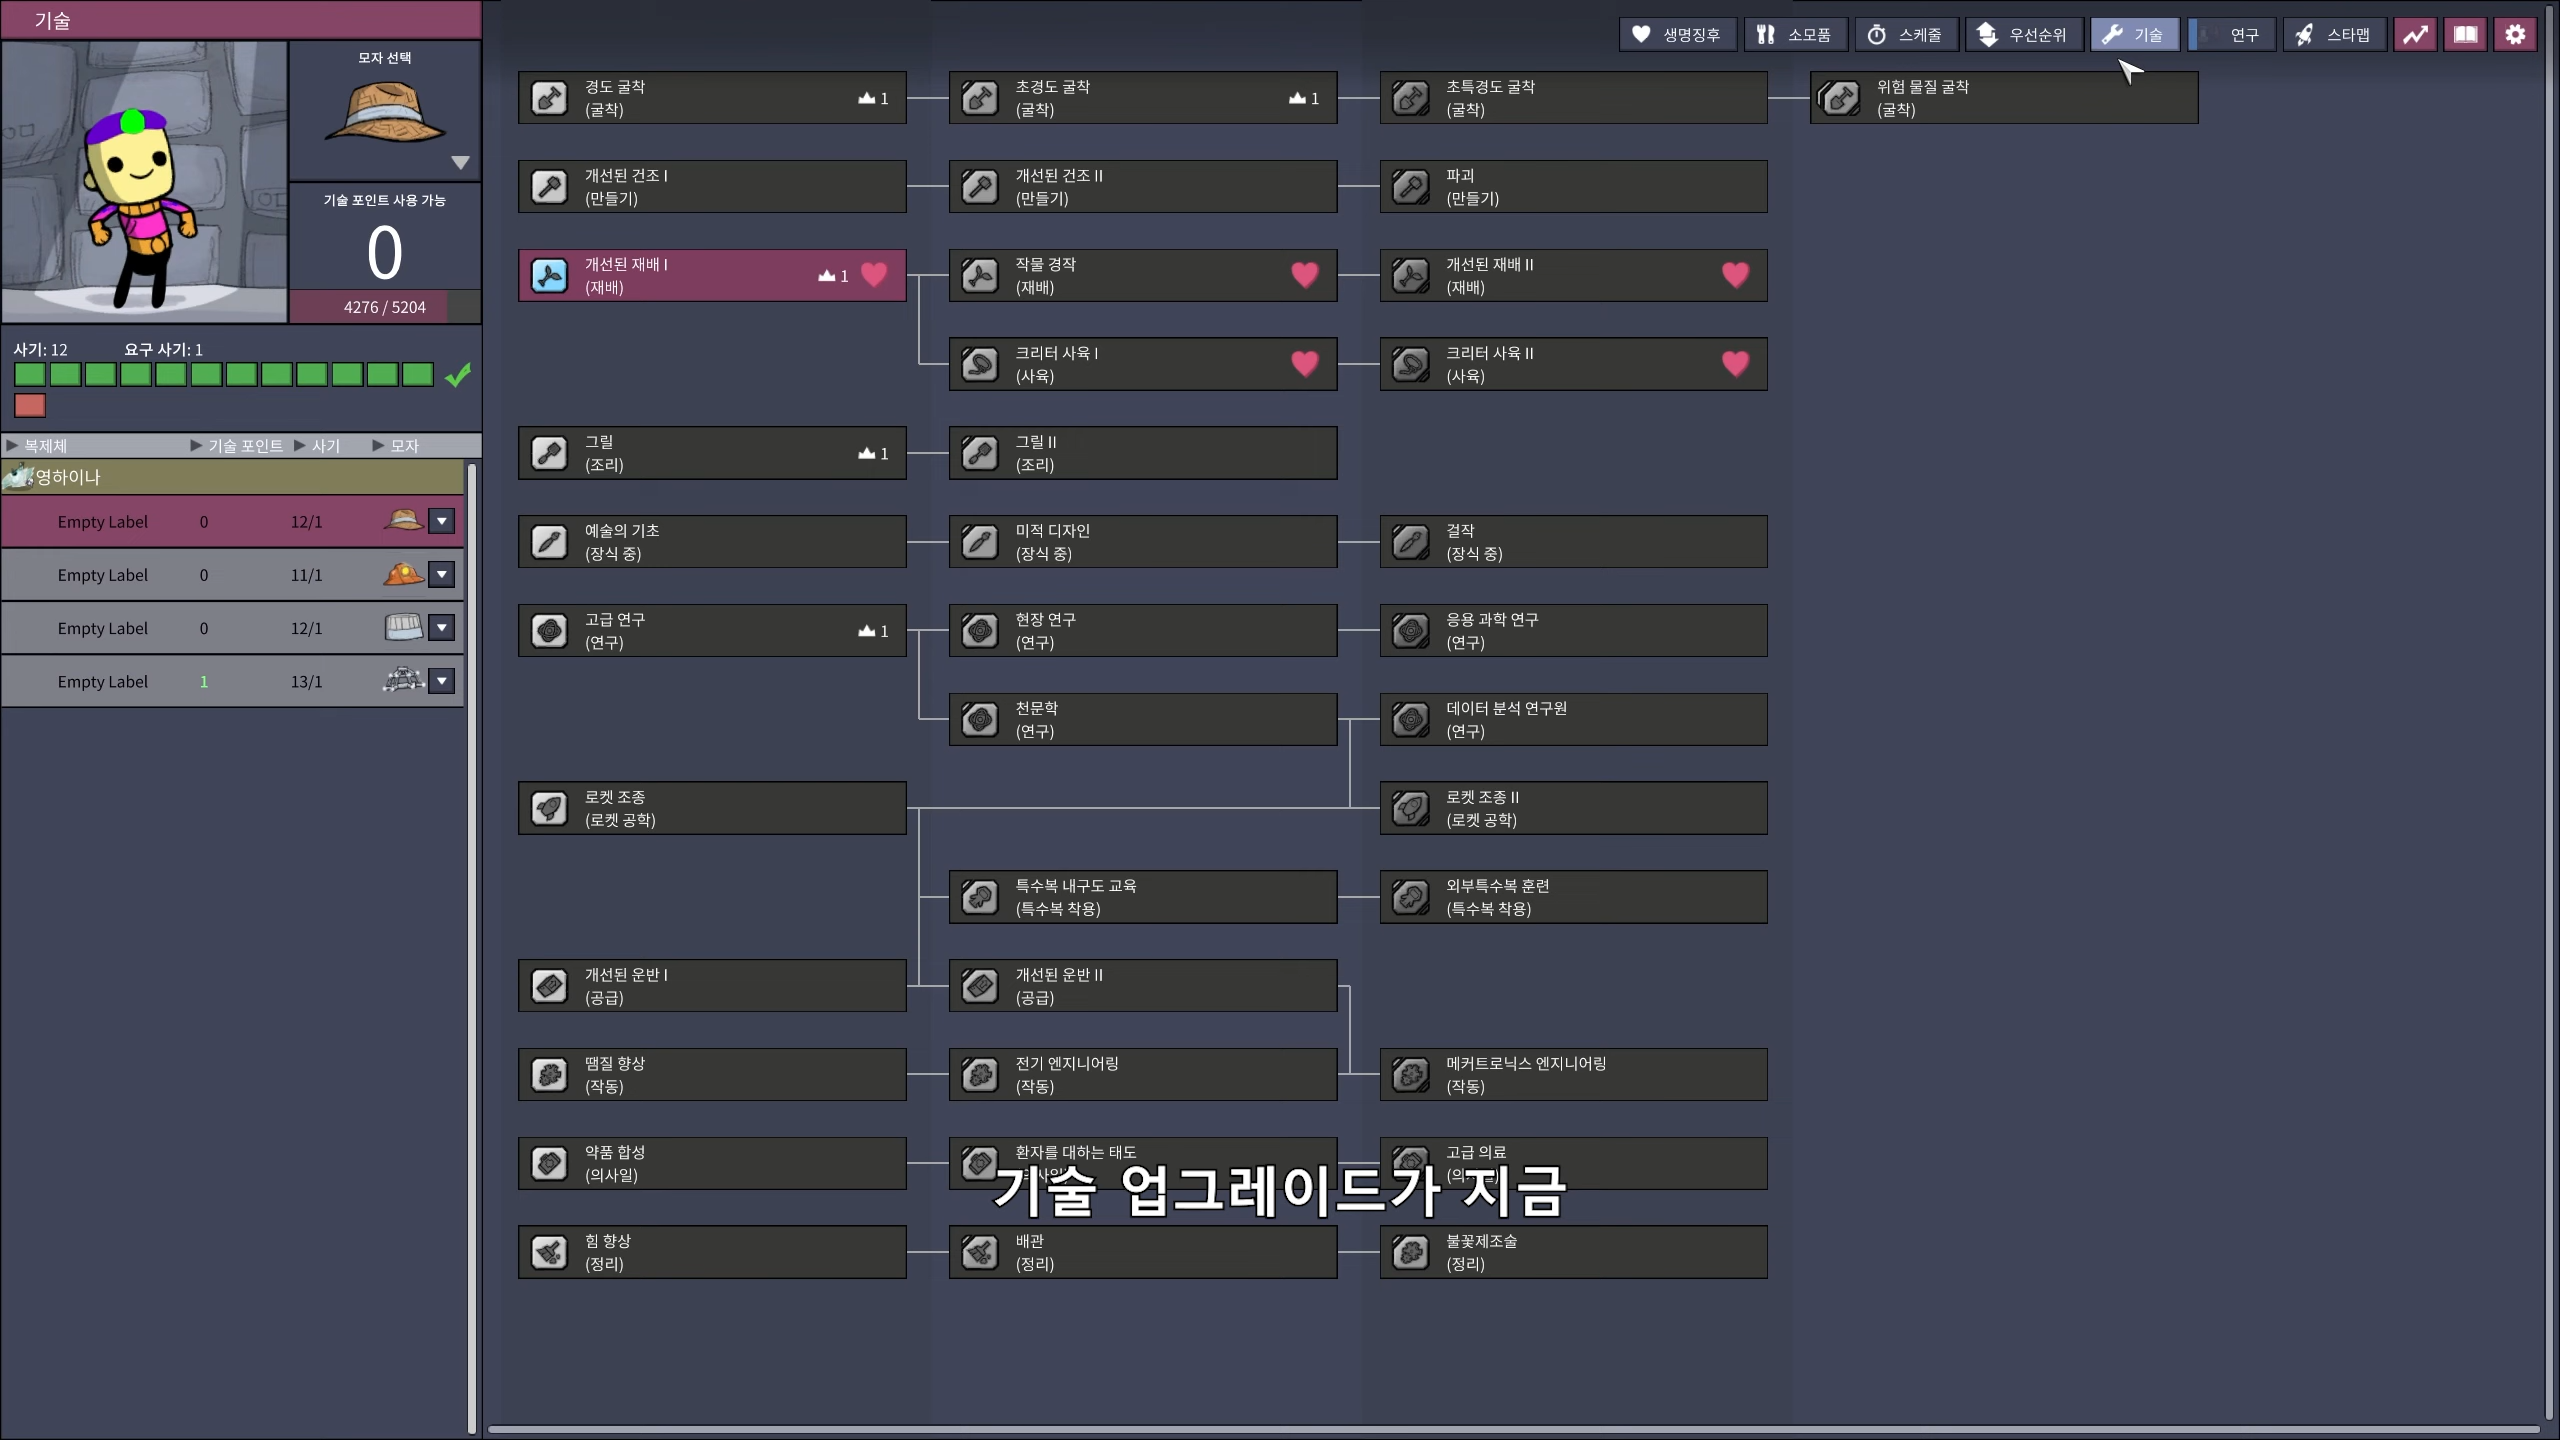 기술
생명징후
소모품
스케줄
우선순위
기술
연구
스타맵
모자 선택
기술 포인트 사용 가능
0
4276 / 5204
사기: 12
요구 사기: 1
복제체
기술 포인트
사기
모자
영하이나
Empty Label
0
12/1
Empty Label
0
11/1
Empty Label
0
12/1
Empty Label
1
13/1
경도 굴착
(굴착)
1
초경도 굴착
(굴착)
1
초특경도 굴착
(굴착)
위험 물질 굴착
(굴착)
개선된 건조 I
(만들기)
개선된 건조 II
(만들기)
파괴
(만들기)
개선된 재배 I
(재배)
1
작물 경작
(재배)
개선된 재배 II
(재배)
크리터 사육 I
(사육)
크리터 사육 II
(사육)
그릴
(조리)
1
그릴 II
(조리)
예술의 기초
(장식 중)
미적 디자인
(장식 중)
걸작
(장식 중)
고급 연구
(연구)
1
현장 연구
(연구)
응용 과학 연구
(연구)
천문학
(연구)
데이터 분석 연구원
(연구)
로켓 조종
(로켓 공학)
로켓 조종 II
(로켓 공학)
특수복 내구도 교육
(특수복 착용)
외부특수복 훈련
(특수복 착용)
개선된 운반 I
(공급)
개선된 운반 II
(공급)
땜질 향상
(작동)
전기 엔지니어링
(작동)
메커트로닉스 엔지니어링
(작동)
약품 합성
(의사일)
환자를 대하는 태도
고급 의료
기술 업그레이드가 지금
힘 향상
(정리)
배관
(정리)
불꽃제조술
(정리)